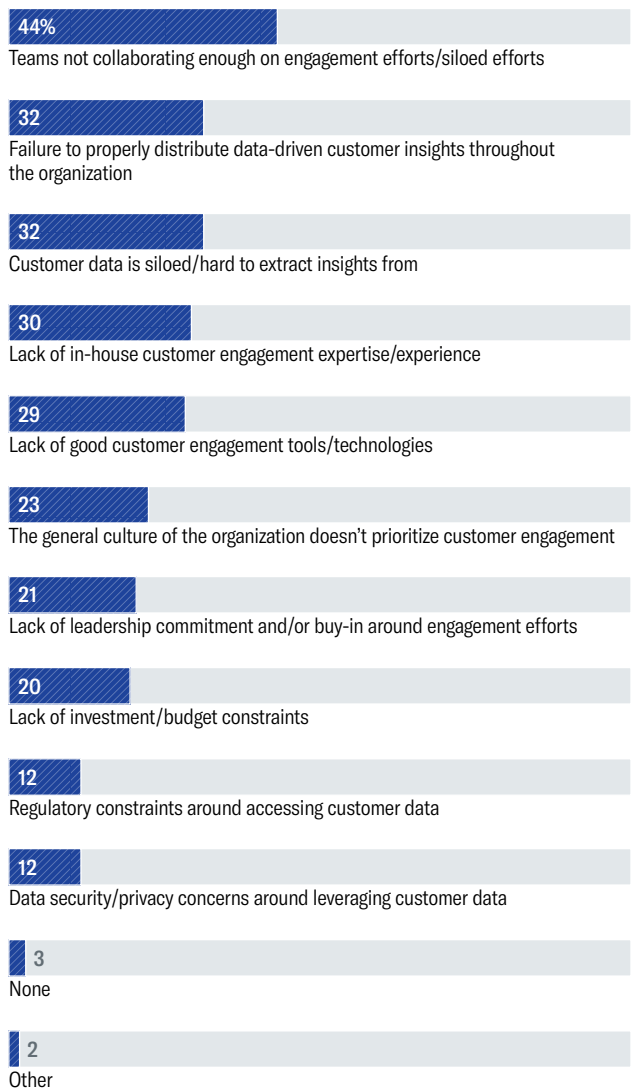 44%
Teams not collaborating enough on engagement efforts/siloed efforts
32
Failure to properly distribute data-driven customer insights throughout
the organization
32
Customer data is siloed/hard to extract insights from
30
Lack of in-house customer engagement expertise/experience
29
Lack of good customer engagement tools/technologies
23
The general culture of the organization doesn’t prioritize customer engagement
21
Lack of leadership commitment and/or buy-in around engagement efforts
20
Lack of investment/budget constraints
12
Regulatory constraints around accessing customer data
12
Data security/privacy concerns around leveraging customer data
3
None
2
Other